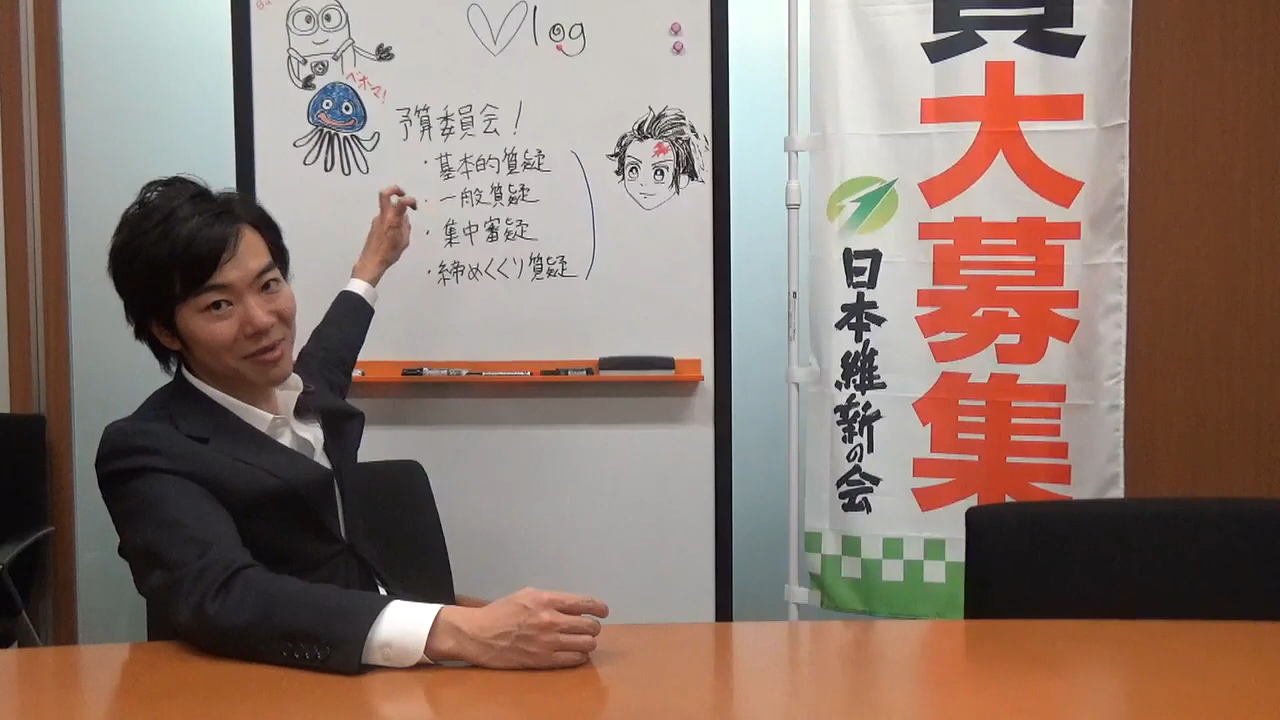 Vlog
ベホマ!
予算委員会!
・基本的質疑
・一般質疑
・集中審疑
・締めくくり質疑
員大募集
日本維新の会